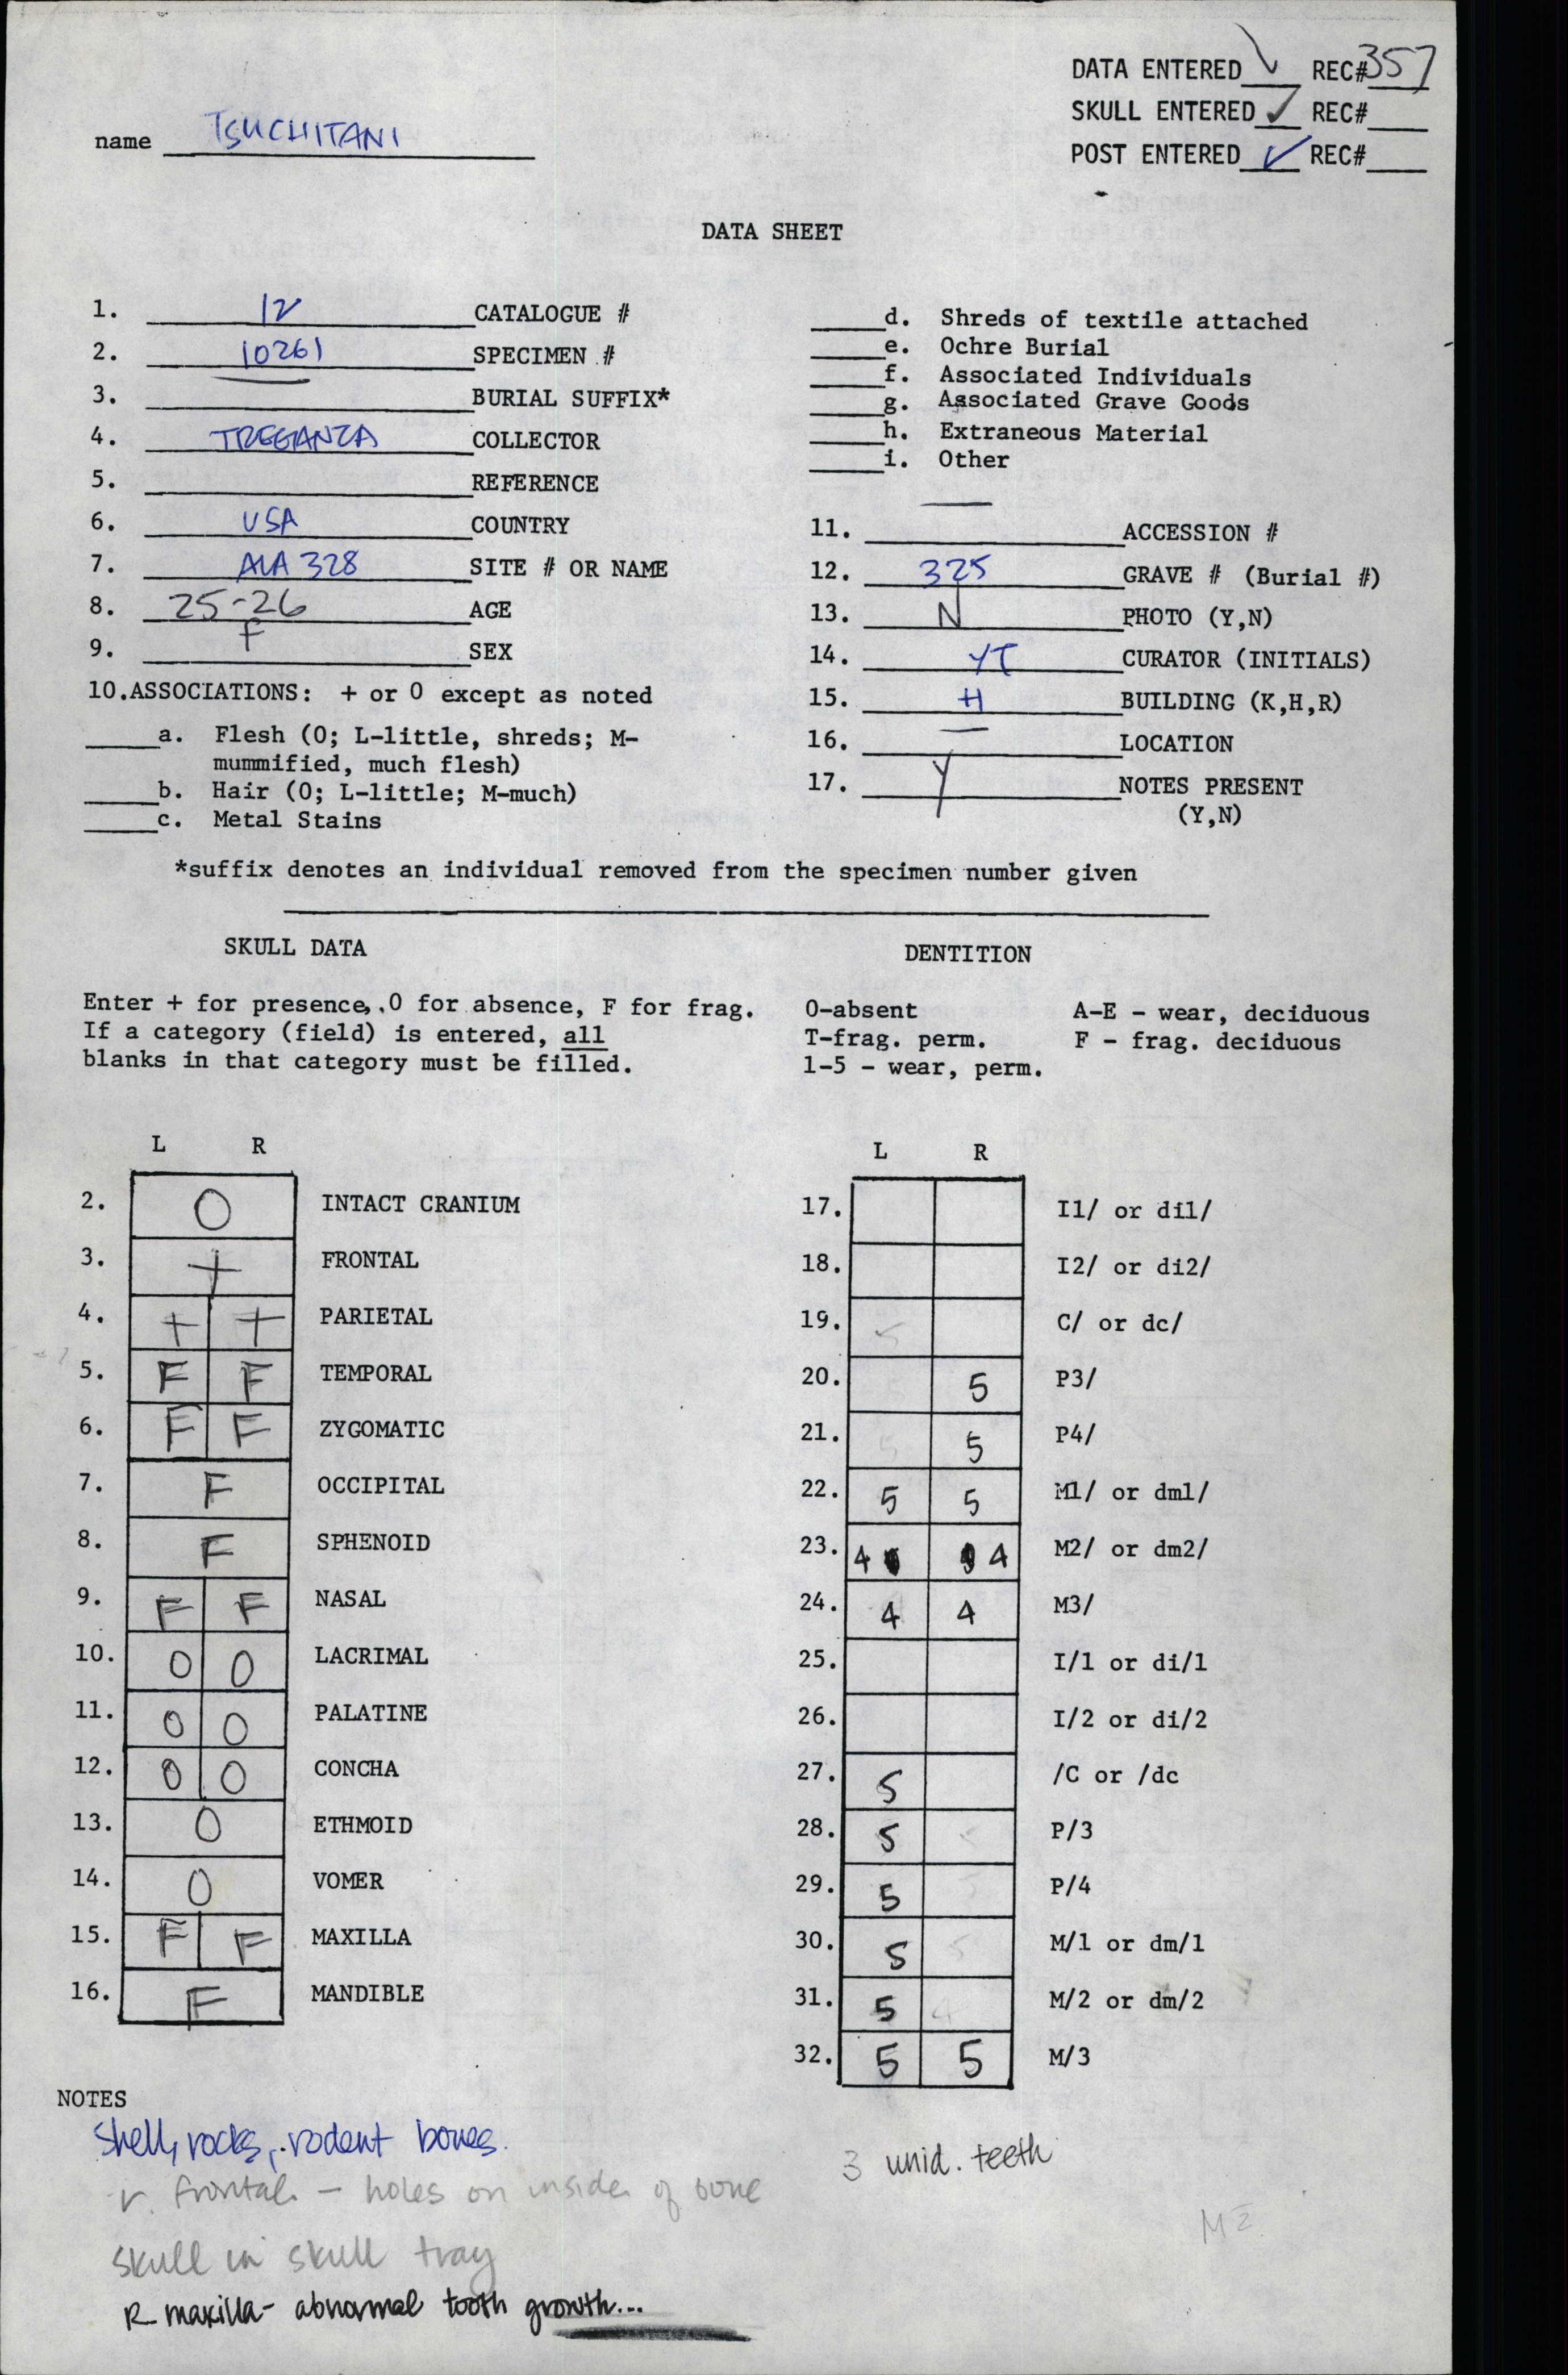 DATA ENTERED ✓ REC# 357
SKULL ENTERED ✓ REC#
POST ENTERED ✓ REC#
name TSUCHITANI
DATA SHEET
1. 12 CATALOGUE #
2. 10261 SPECIMEN #
3. BURIAL SUFFIX*
4. TREGANZA COLLECTOR
5. REFERENCE
6. USA COUNTRY
7. ALA 328 SITE # OR NAME
8. 25-26 AGE
9. F SEX
10.ASSOCIATIONS: + or 0 except as noted
a. Flesh (0; L-little, shreds; M-
mummified, much flesh)
b. Hair (0; L-little; M-much)
c. Metal Stains
d. Shreds of textile attached
e. Ochre Burial
f. Associated Individuals
g. Associated Grave Goods
h. Extraneous Material
i. Other
11. ACCESSION #
12. 325 GRAVE # (Burial #)
13. N PHOTO (Y,N)
14. YT CURATOR (INITIALS)
15. H BUILDING (K,H,R)
16. LOCATION
17. Y NOTES PRESENT
(Y,N)
*suffix denotes an individual removed from the specimen number given
SKULL DATA
Enter + for presence, 0 for absence, F for frag.
If a category (field) is entered, all
blanks in that category must be filled.
L R
2. 0 INTACT CRANIUM
3. + FRONTAL
4. + + PARIETAL
5. F F TEMPORAL
6. F F ZYGOMATIC
7. F OCCIPITAL
8. F SPHENOID
9. F F NASAL
10. 0 0 LACRIMAL
11. 0 0 PALATINE
12. 0 0 CONCHA
13. 0 ETHMOID
14. 0 VOMER
15. F F MAXILLA
16. F MANDIBLE
DENTITION
0-absent A-E - wear, deciduous
T-frag. perm. F - frag. deciduous
1-5 - wear, perm.
L R
17. I1/ or di1/
18. I2/ or di2/
19. C/ or dc/
20. 5 P3/
21. 5 P4/
22. 5 5 M1/ or dm1/
23. 4 4 M2/ or dm2/
24. 4 4 M3/
25. I/1 or di/1
26. I/2 or di/2
27. 5 /C or /dc
28. 5 P/3
29. 5 P/4
30. 5 M/1 or dm/1
31. 5 M/2 or dm/2
32. 5 5 M/3
NOTES
Shell, rocks, rodent bones.
r. frontal - holes on inside of bone
skull in skull tray
R maxilla- abnormal tooth growth...
3 unid. teeth